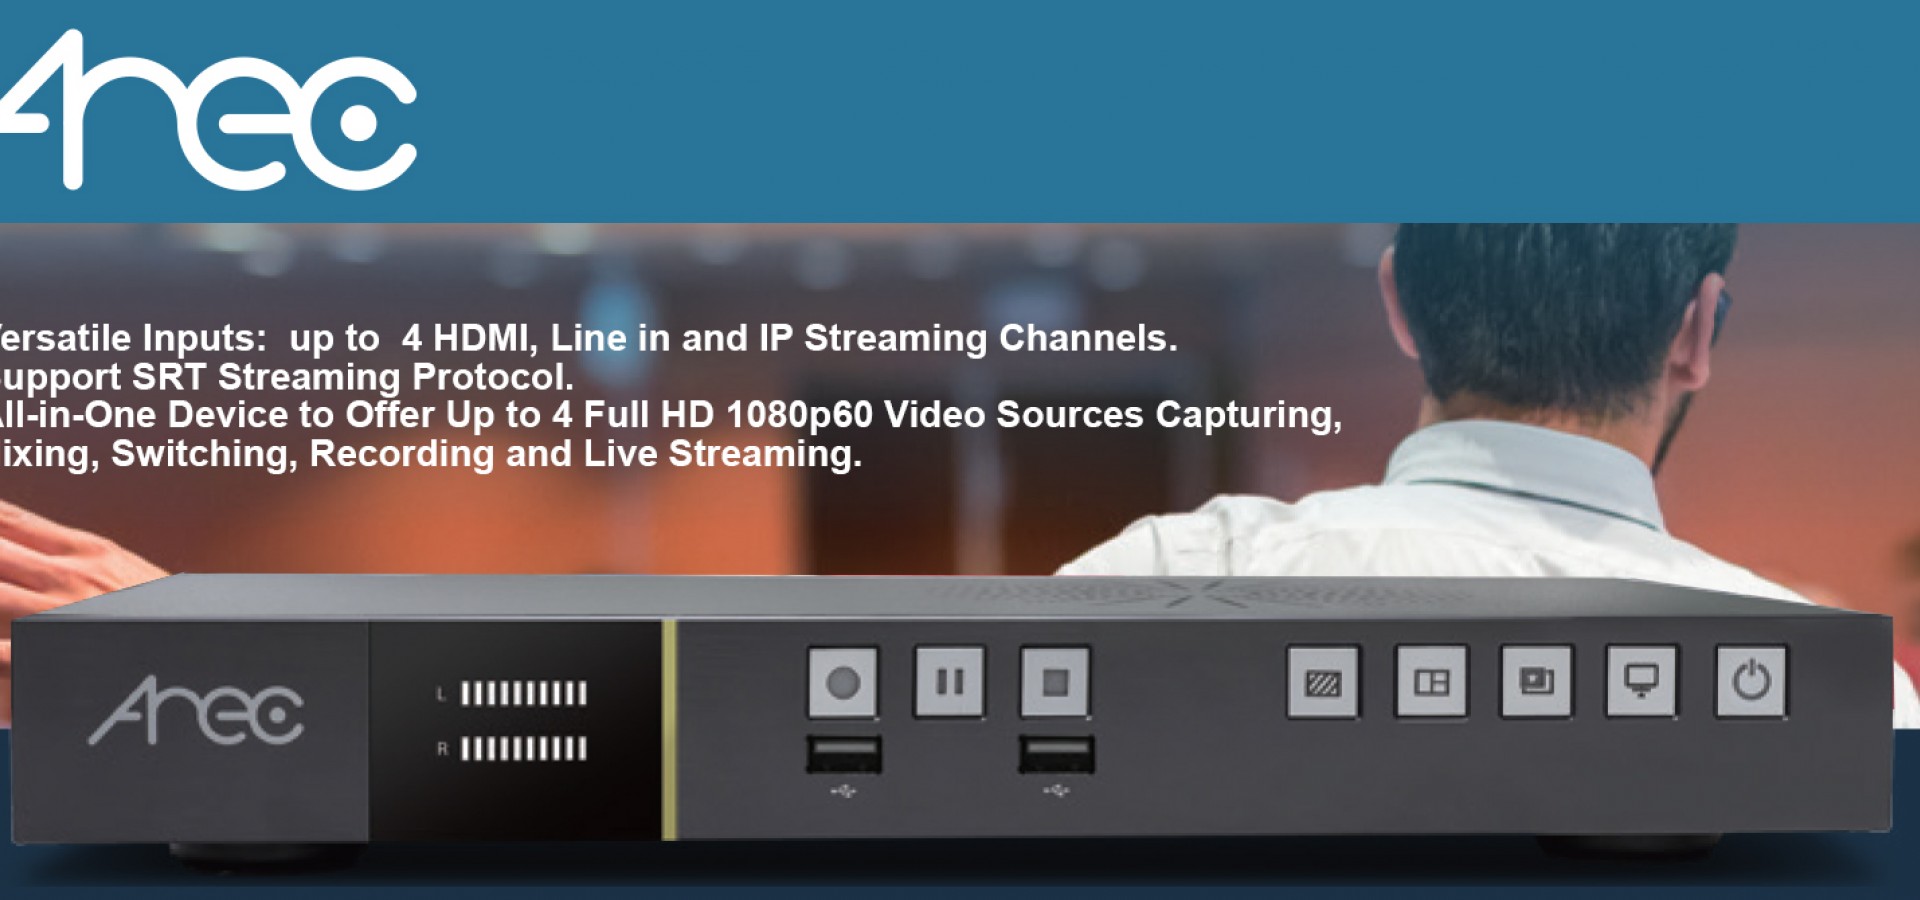 Arec
ersatile Inputs:  up to  4 HDMI, Line in and IP Streaming Channels.
upport SRT Streaming Protocol.
ll-in-One Device to Offer Up to 4 Full HD 1080p60 Video Sources Capturing,
ixing, Switching, Recording and Live Streaming.
Arec
L
R